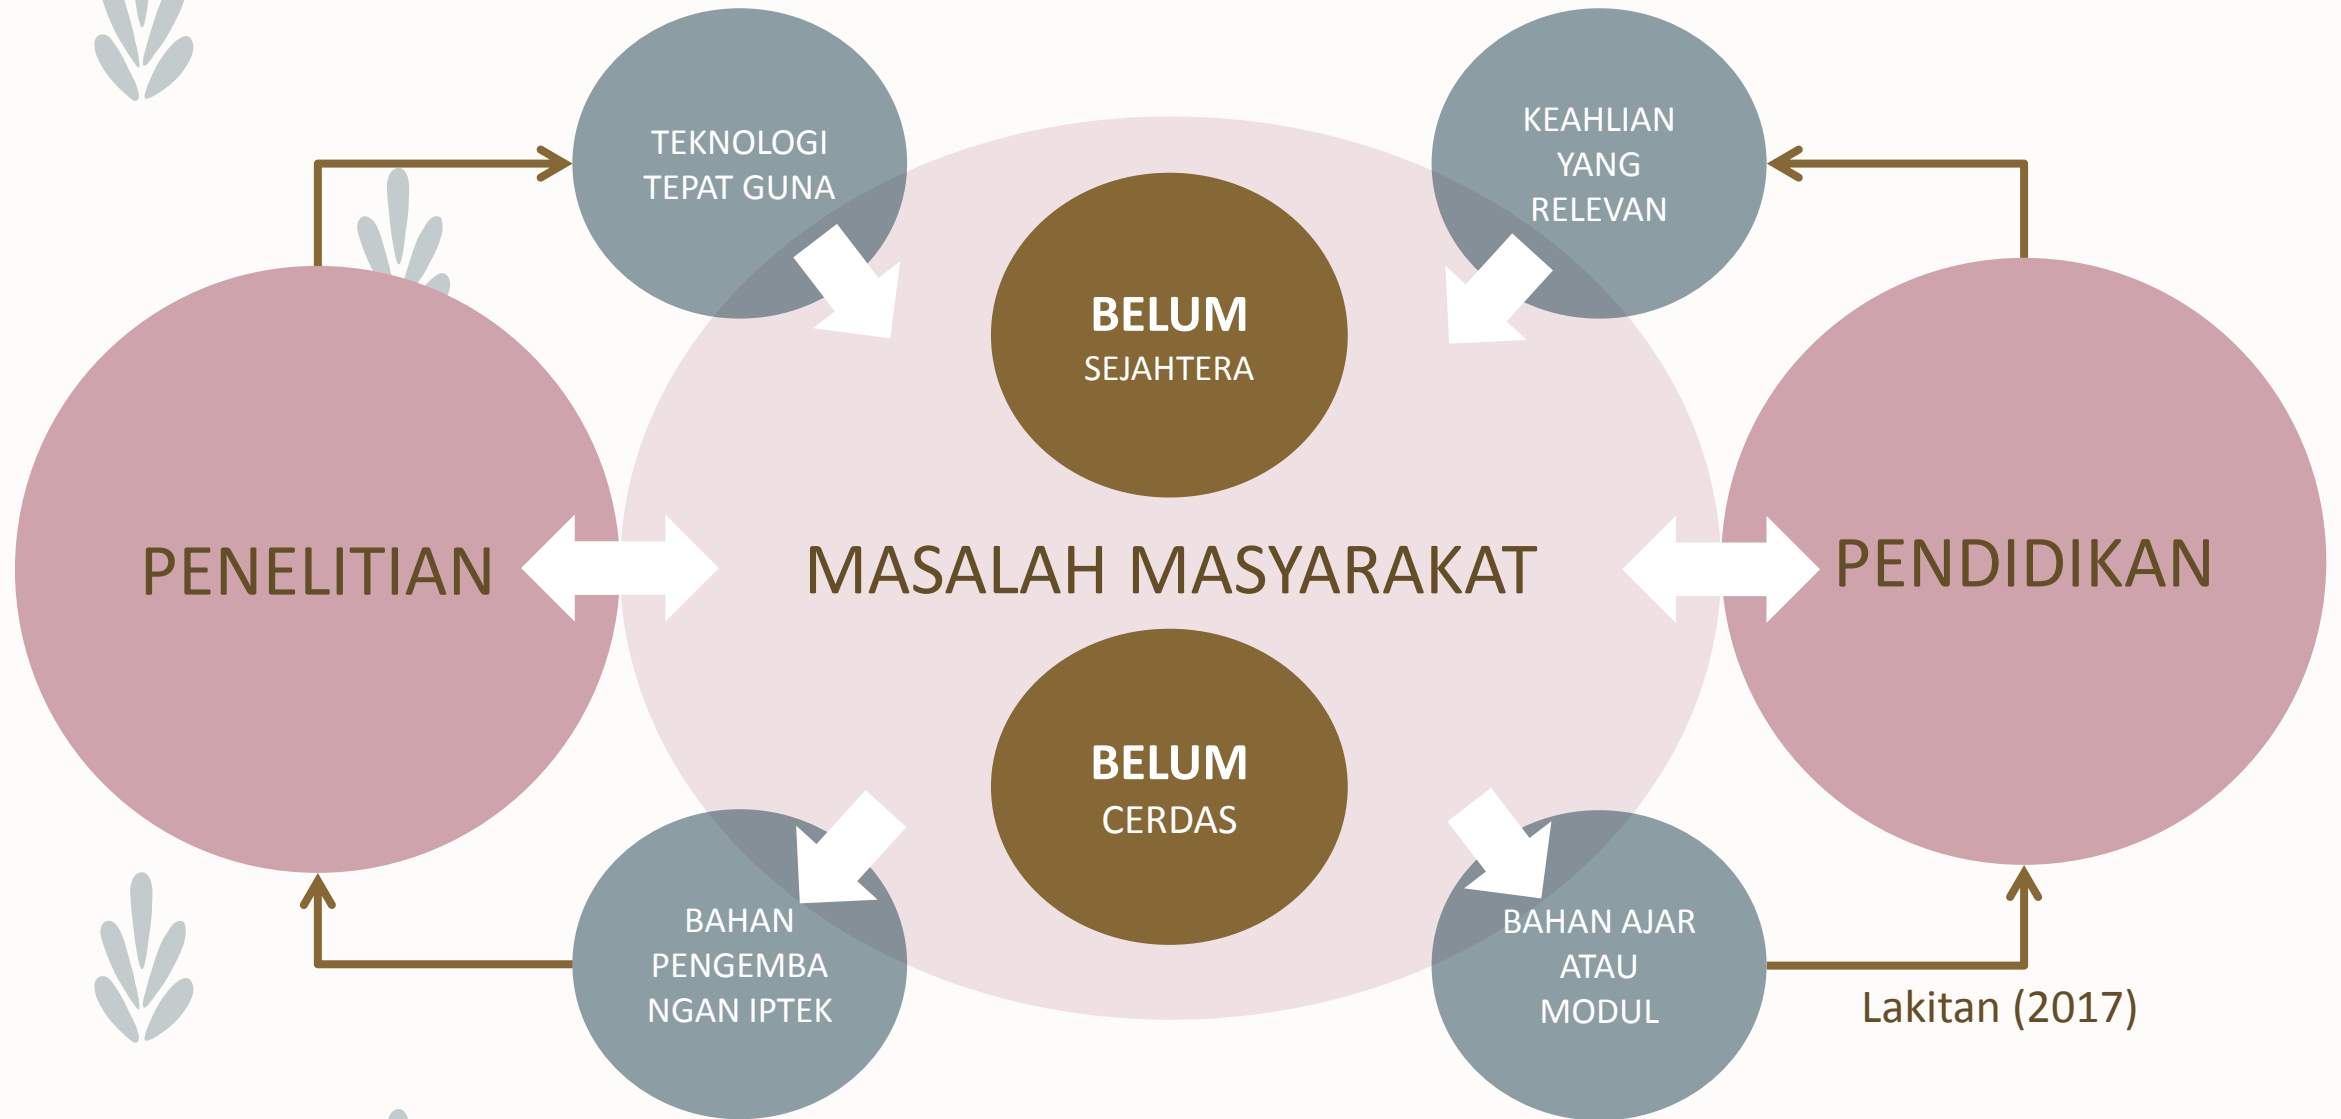 TEKNOLOGI
TEPAT GUNA
KEAHLIAN
YANG
RELEVAN
BELUM
SEJAHTERA
PENELITIAN
MASALAH MASYARAKAT
PENDIDIKAN
BELUM
CERDAS
BAHAN
PENGEMBA
NGAN IPTEK
BAHAN AJAR
ATAU
MODUL
Lakitan (2017)